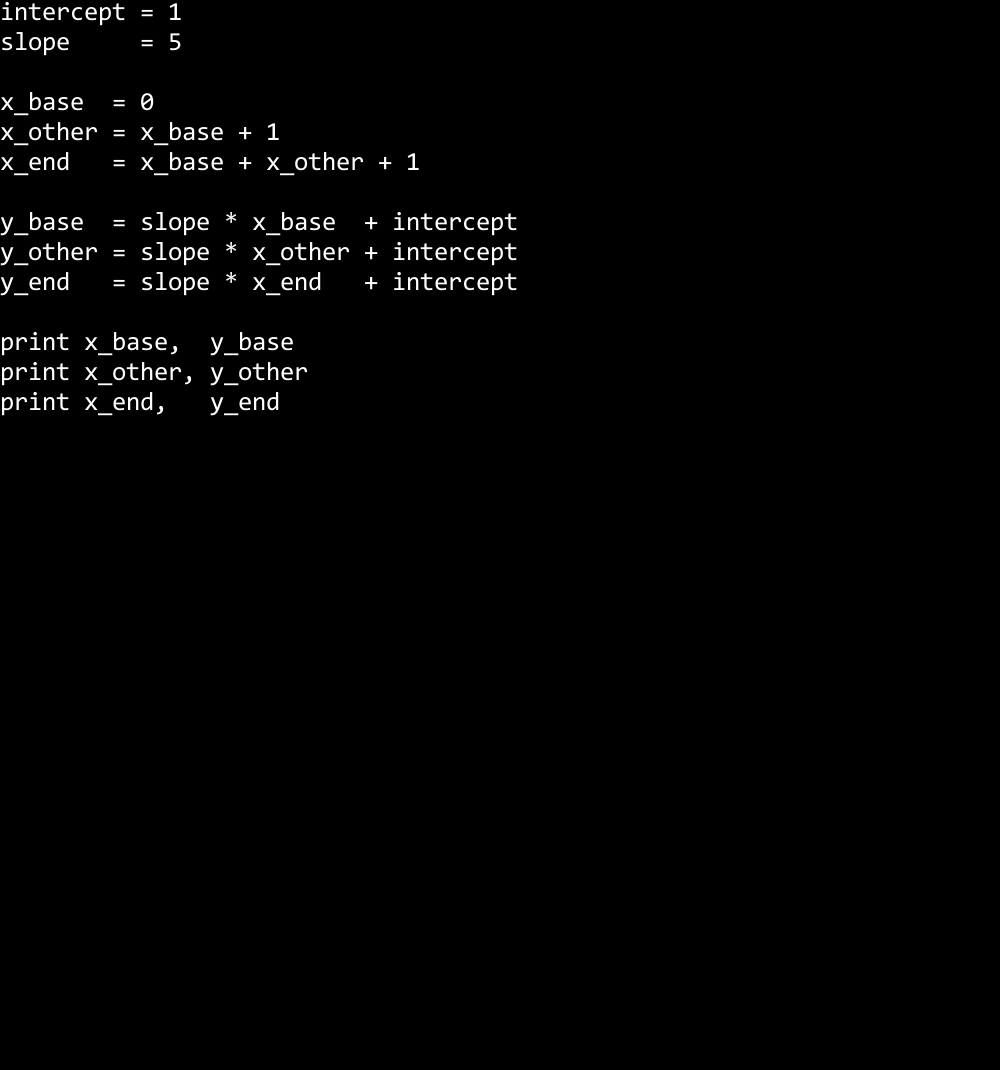 intercept = 1
slope     = 5

x_base  = 0
x_other = x_base + 1
x_end   = x_base + x_other + 1

y_base  = slope * x_base  + intercept
y_other = slope * x_other + intercept
y_end   = slope * x_end   + intercept

print x_base,  y_base
print x_other, y_other
print x_end,   y_end